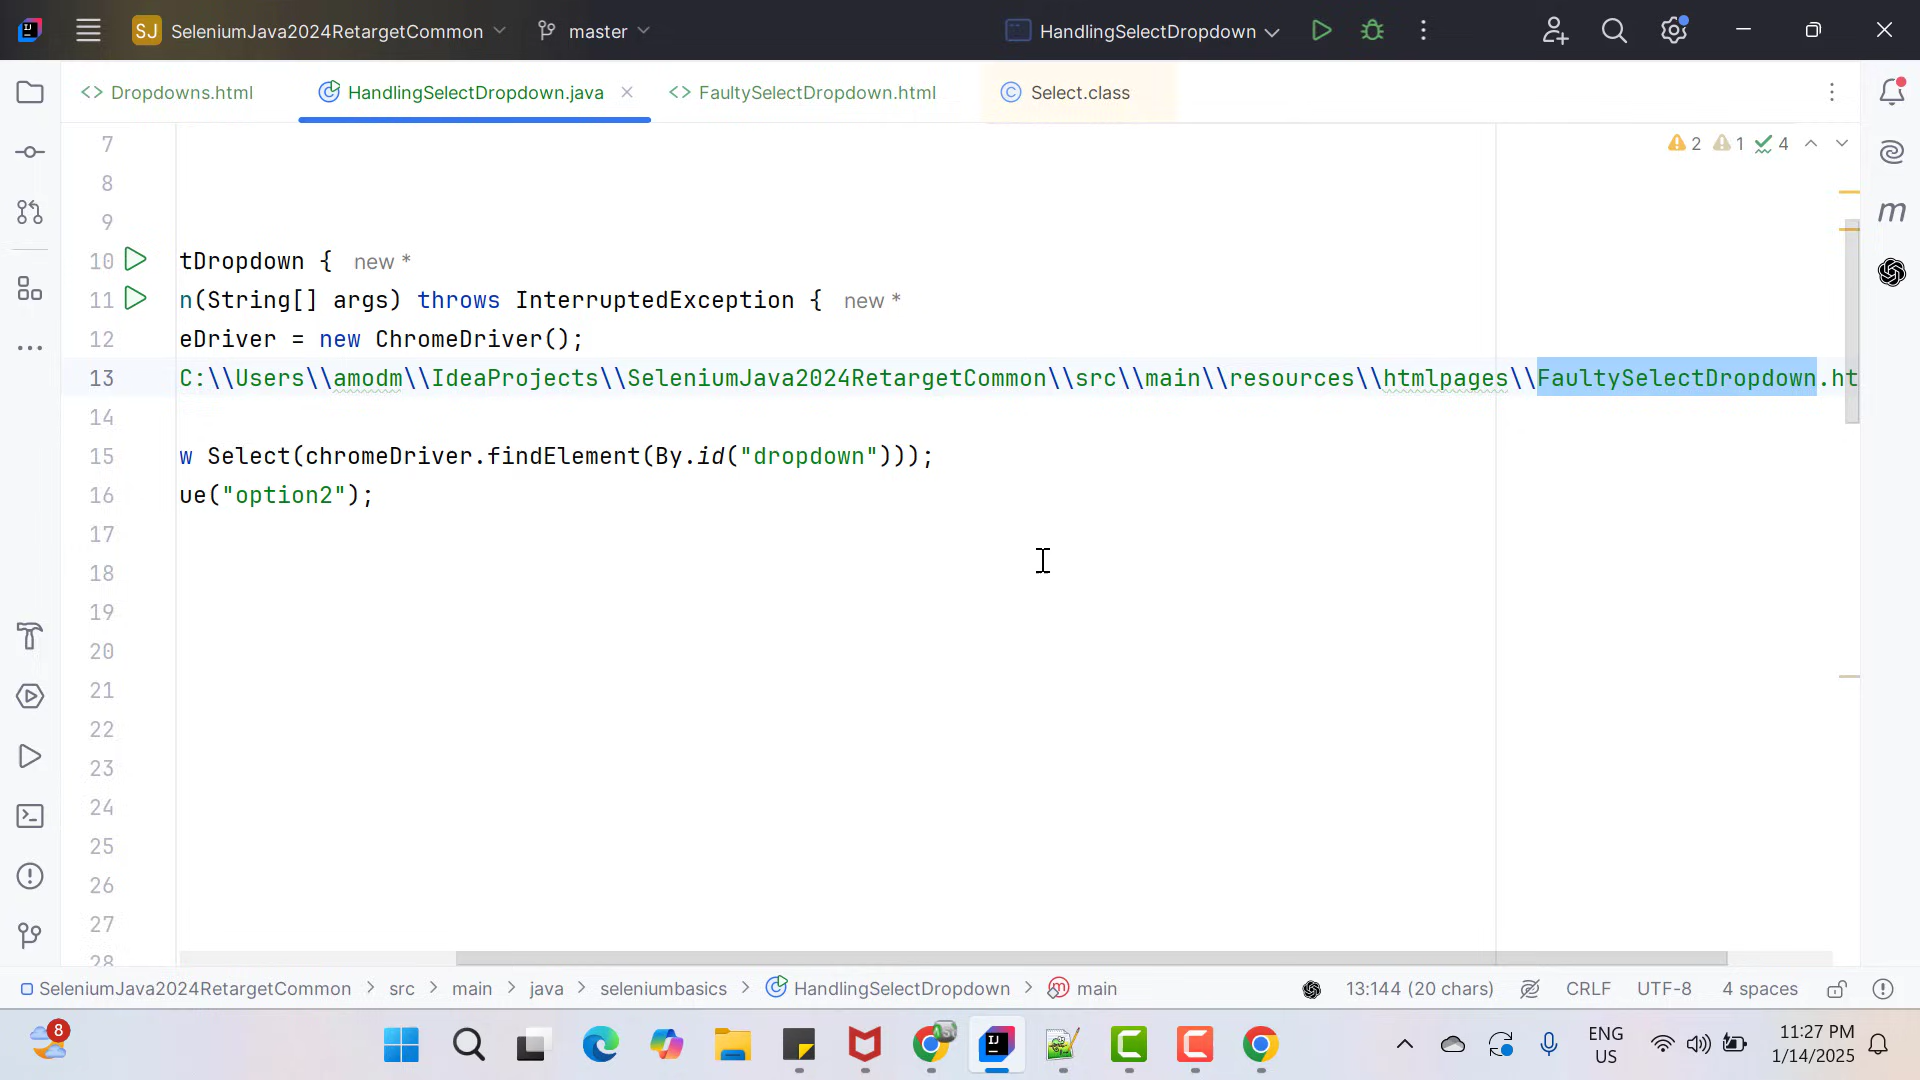 SJ SeleniumJava2024RetargetCommon master HandlingSelectDropdown
<> Dropdowns.html HandlingSelectDropdown.java <> FaultySelectDropdown.html Select.class
7 2 1 4
8
9
10 tDropdown { new *
11 n(String[] args) throws InterruptedException { new *
12 eDriver = new ChromeDriver();
13 C:\\Users\\amodm\\IdeaProjects\\SeleniumJava2024RetargetCommon\\src\\main\\resources\\htmlpages\\FaultySelectDropdown.ht
14
15 w Select(chromeDriver.findElement(By.id("dropdown")));
16 ue("option2");
17
18
19
20
21
22
23
24
25
26
27
28
SeleniumJava2024RetargetCommon > src > main > java > seleniumbasics > HandlingSelectDropdown > main 13:144 (20 chars) CRLF UTF-8 4 spaces
8 ENG 11:27 PM
US 1/14/2025